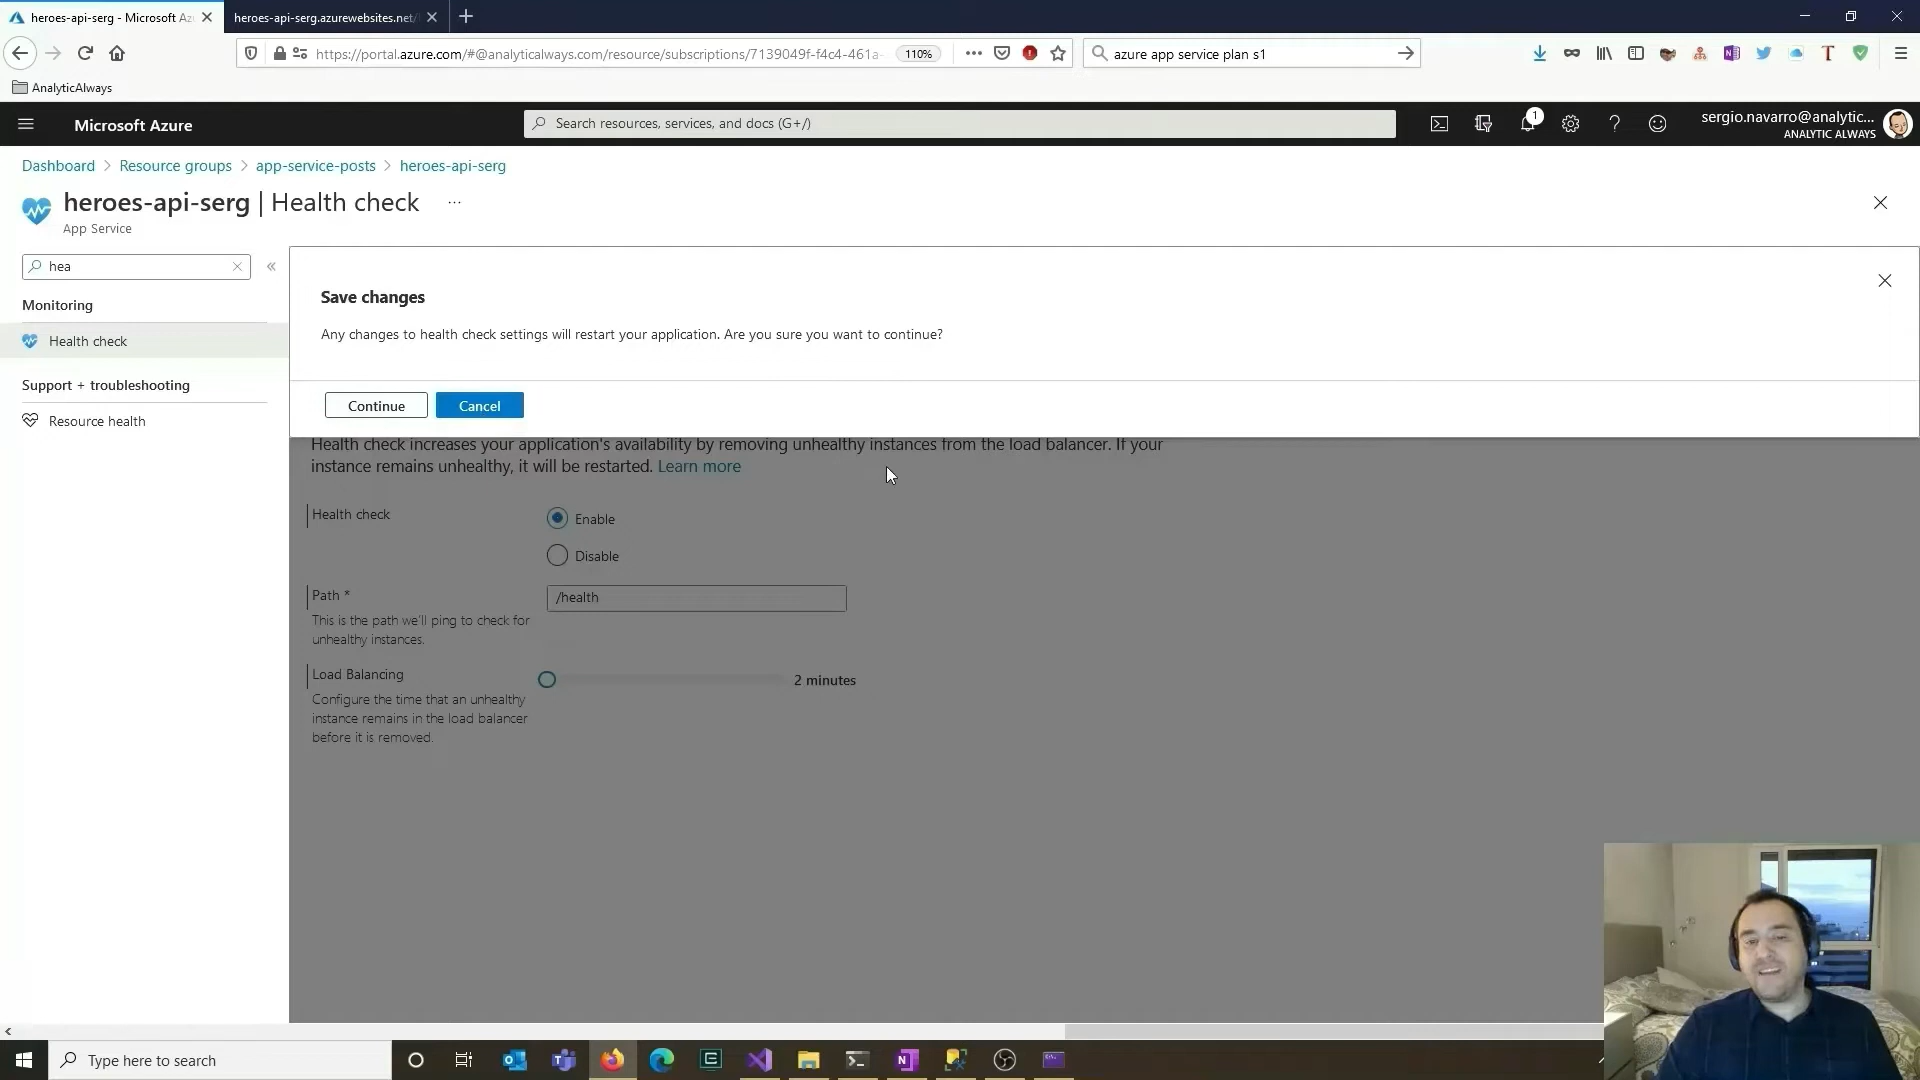 heroes-api-serg - Microsoft Az
heroes-api-serg.azurewebsites.net/
https://portal.azure.com/#@analyticalways.com/resource/subscriptions/7139049f-f4c4-461a-
110%
azure app service plan s1
AnalyticAlways
Microsoft Azure
Search resources, services, and docs (G+/)
1
sergio.navarro@analytic...
ANALYTIC ALWAYS
Dashboard > Resource groups > app-service-posts > heroes-api-serg
heroes-api-serg | Health check ...
App Service
hea
Monitoring
Health check
Support + troubleshooting
Resource health
Save changes
Any changes to health check settings will restart your application. Are you sure you want to continue?
Continue
Cancel
Health check increases your application's availability by removing unhealthy instances from the load balancer. If your
instance remains unhealthy, it will be restarted. Learn more
Health check
Enable
Disable
Path *
/health
This is the path we'll ping to check for
unhealthy instances.
Load Balancing
2 minutes
Configure the time that an unhealthy
instance remains in the load balancer
before it is removed.
Type here to search